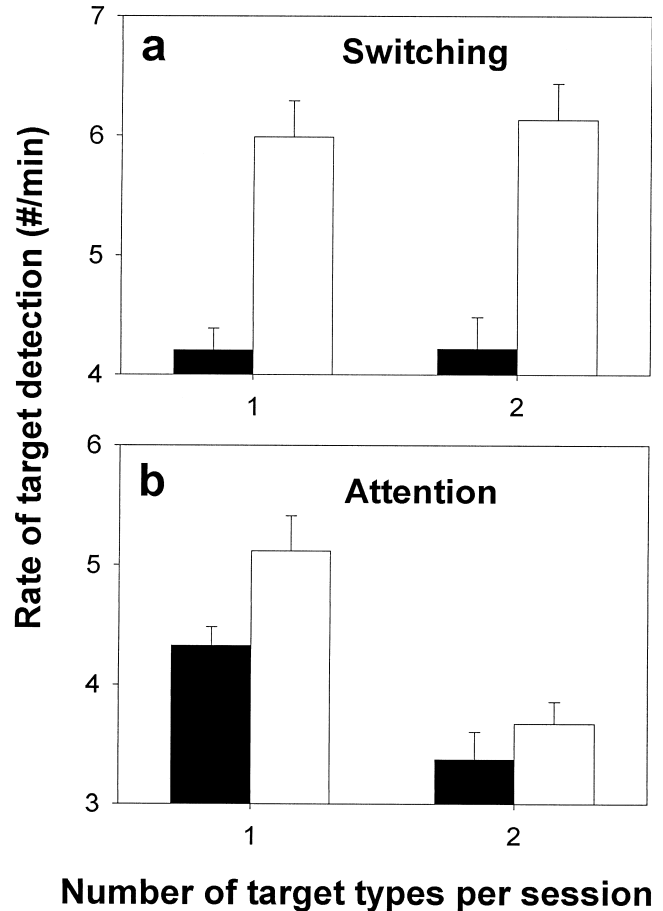 Rate of target detection (#/min)
a
Switching
7
6
5
4
1
2
b
Attention
6
5
4
3
1
2
Number of target types per session